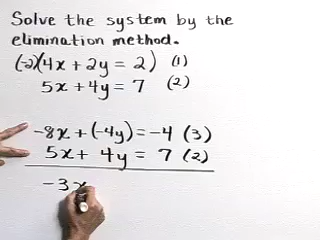 Solve the system by the
elimination method.
(-2)(4x + 2y = 2) (1)
5x + 4y = 7 (2)
-8x + (-4y) = -4 (3)
5x + 4y = 7 (2)
-3x